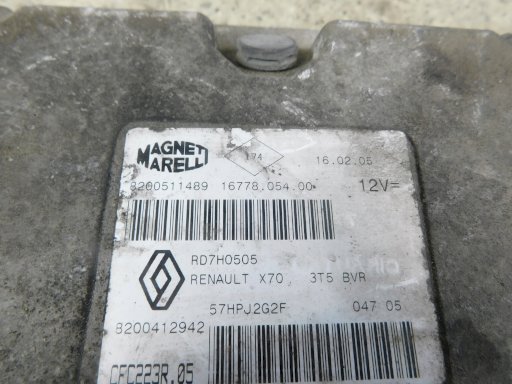 MAGNETI
MARELLI
174
16.02.05
8200511489 16778.054.00 12V=
RD7H0505
RENAULT X70 3T5 BVR
57HPJ2G2F 047 05
8200412942
CFC223R.05